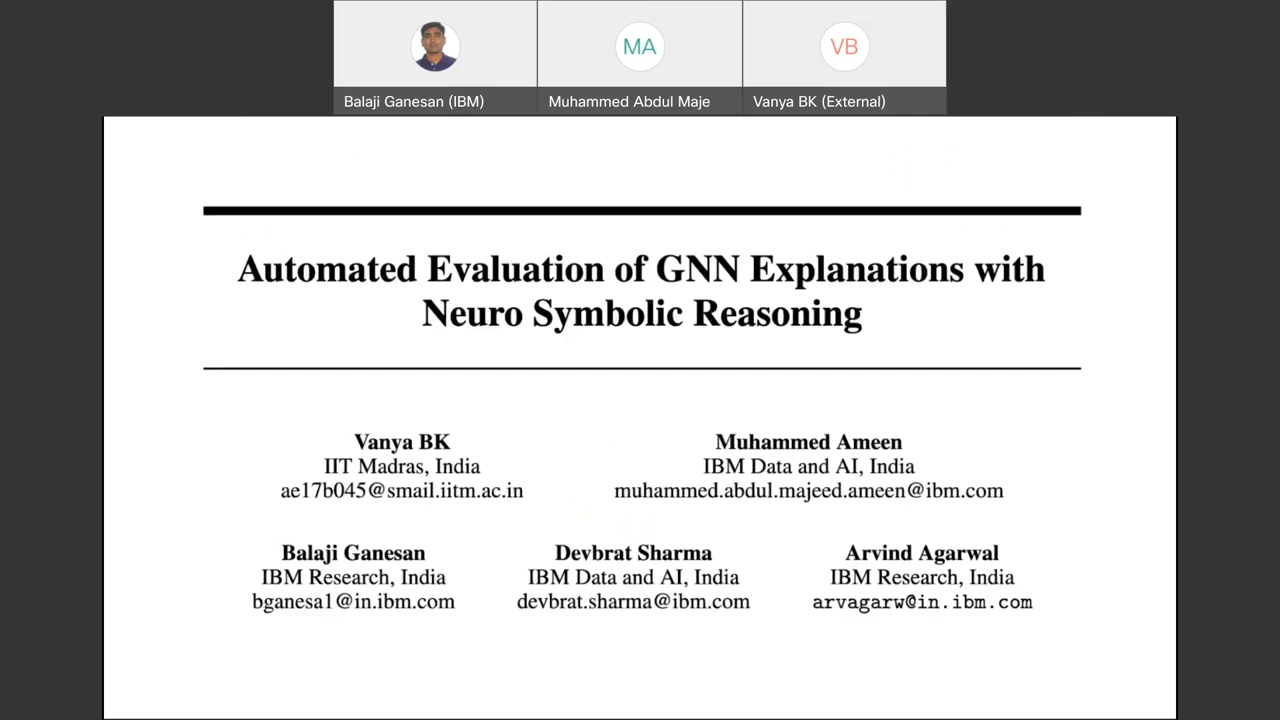 MA
VB
Balaji Ganesan (IBM)
Muhammed Abdul Maje
Vanya BK (External)
Automated Evaluation of GNN Explanations with
Neuro Symbolic Reasoning
Vanya BK
IIT Madras, India
ae17b045@smail.iitm.ac.in
Muhammed Ameen
IBM Data and AI, India
muhammed.abdul.majeed.ameen@ibm.com
Balaji Ganesan
IBM Research, India
bganesa1@in.ibm.com
Devbrat Sharma
IBM Data and AI, India
devbrat.sharma@ibm.com
Arvind Agarwal
IBM Research, India
arvagarw@in.ibm.com